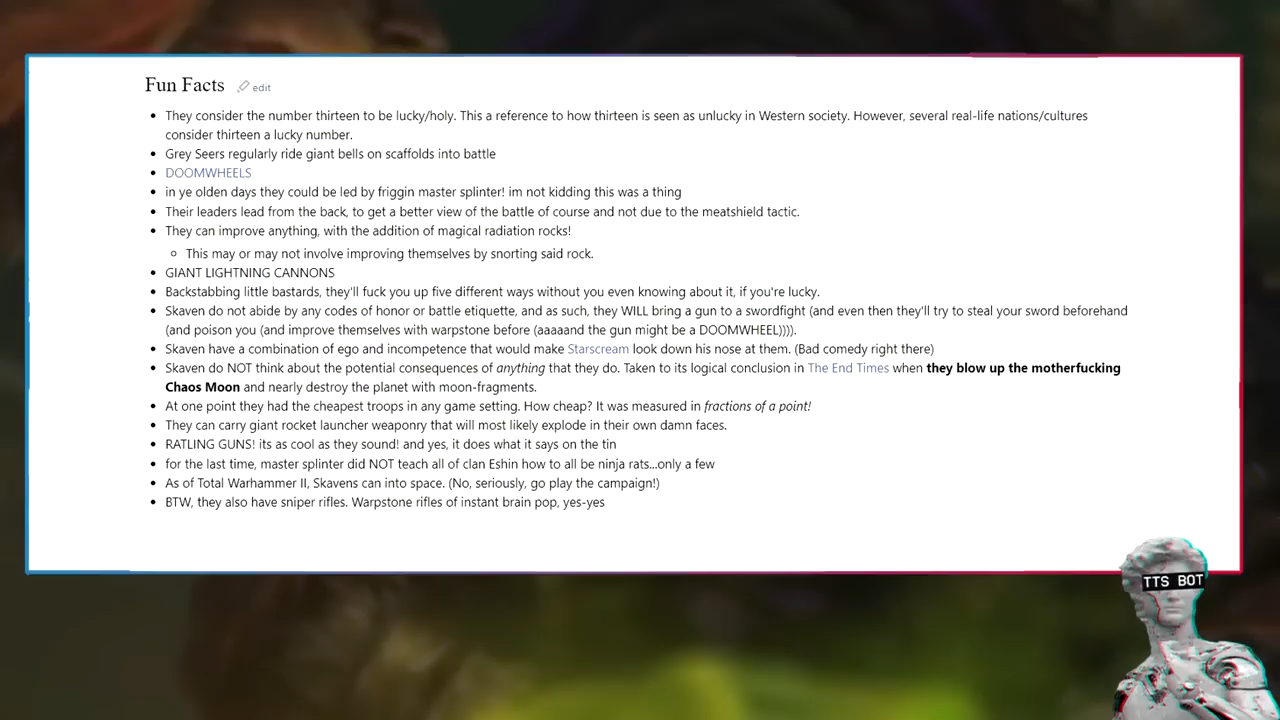 Fun Facts edit
They consider the number thirteen to be lucky/holy. This a reference to how thirteen is seen as unlucky in Western society. However, several real-life nations/cultures
consider thirteen a lucky number.
Grey Seers regularly ride giant bells on scaffolds into battle
DOOMWHEELS
in ye olden days they could be led by friggin master splinter! im not kidding this was a thing
Their leaders lead from the back, to get a better view of the battle of course and not due to the meatshield tactic.
They can improve anything, with the addition of magical radiation rocks!
This may or may not involve improving themselves by snorting said rock.
GIANT LIGHTNING CANNONS
Backstabbing little bastards, they'll fuck you up five different ways without you even knowing about it, if you're lucky.
Skaven do not abide by any codes of honor or battle etiquette, and as such, they WILL bring a gun to a swordfight (and even then they'll try to steal your sword beforehand
(and poison you (and improve themselves with warpstone before (aaaaand the gun might be a DOOMWHEEL)))).
Skaven have a combination of ego and incompetence that would make Starscream look down his nose at them. (Bad comedy right there)
Skaven do NOT think about the potential consequences of anything that they do. Taken to its logical conclusion in The End Times when they blow up the motherfucking
Chaos Moon and nearly destroy the planet with moon-fragments.
At one point they had the cheapest troops in any game setting. How cheap? It was measured in fractions of a point!
They can carry giant rocket launcher weaponry that will most likely explode in their own damn faces.
RATLING GUNS! its as cool as they sound! and yes, it does what it says on the tin
for the last time, master splinter did NOT teach all of clan Eshin how to all be ninja rats...only a few
As of Total Warhammer II, Skavens can into space. (No, seriously, go play the campaign!)
BTW, they also have sniper rifles. Warpstone rifles of instant brain pop, yes-yes
TTS BOT